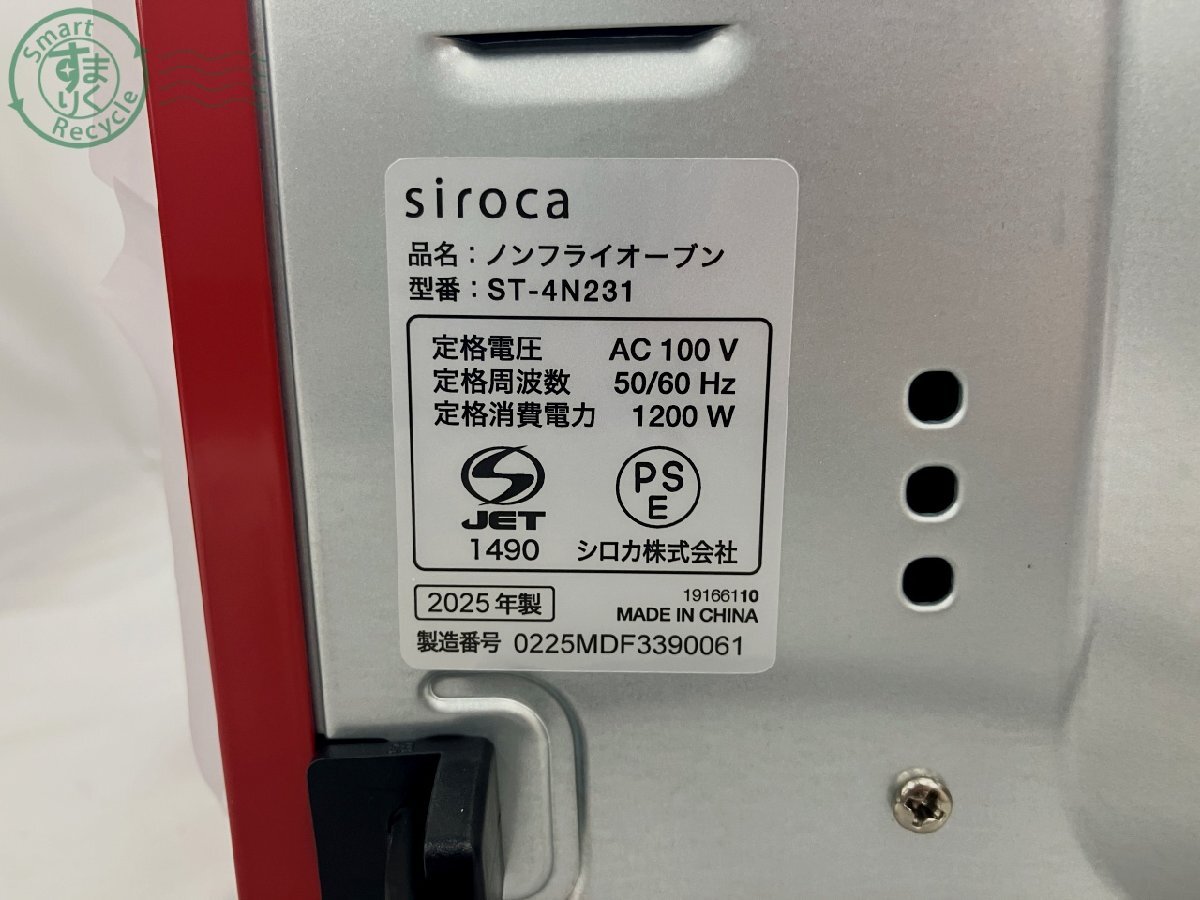 Smart
すまりく
Recycle
siroca
品名：ノンフライオーブン
型番：ST-4N231
定格電圧 AC 100 V
定格周波数 50/60 Hz
定格消費電力 1200 W
JET PSE
1490 シロカ株式会社
2025年製 19166110
MADE IN CHINA
製造番号 0225MDF3390061